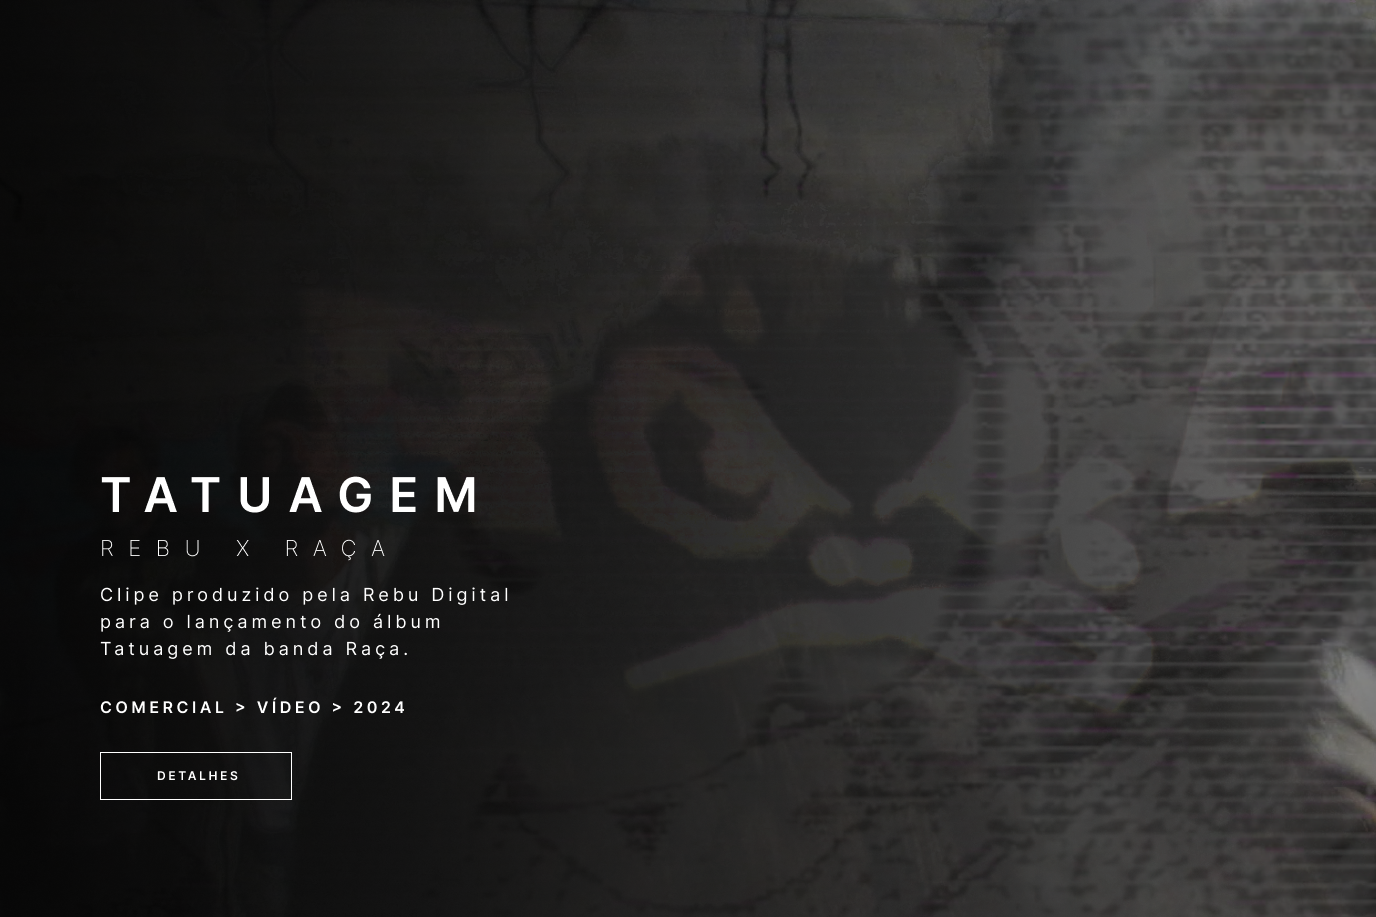 TATUAGEM
REBU X RAÇA
Clipe produzido pela Rebu Digital
para o lançamento do álbum
Tatuagem da banda Raça.
COMERCIAL > VÍDEO > 2024
DETALHES